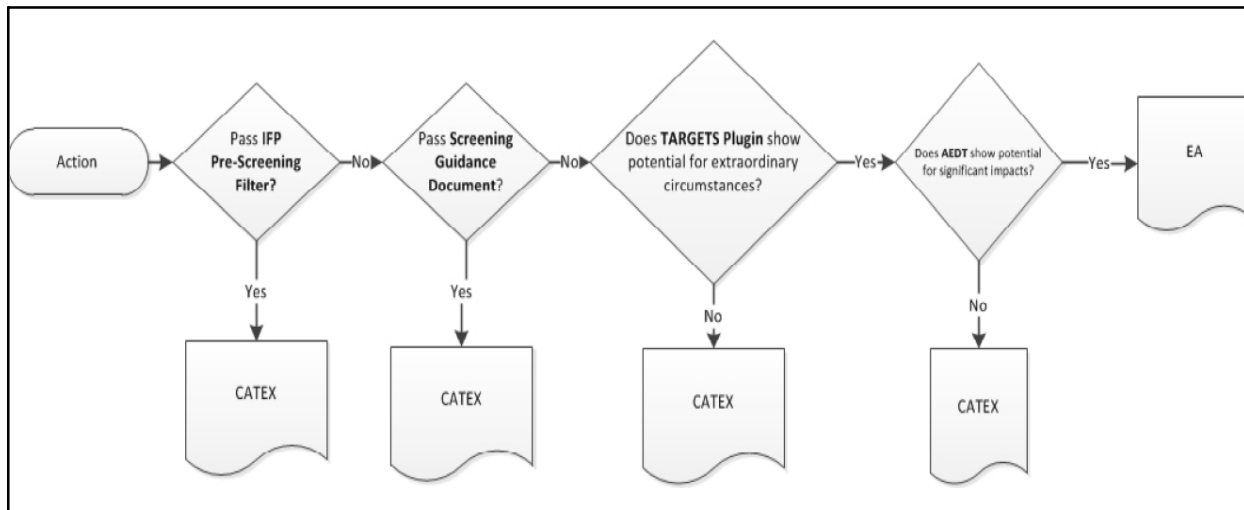 Action
Pass IFP
Pre-Screening
Filter?
No
Pass Screening
Guidance
Document?
No
Does TARGETS Plugin show
potential for extraordinary
circumstances?
Yes
Does AEDT show potential
for significant impacts?
Yes
EA
Yes
Yes
No
No
CATEX
CATEX
CATEX
CATEX